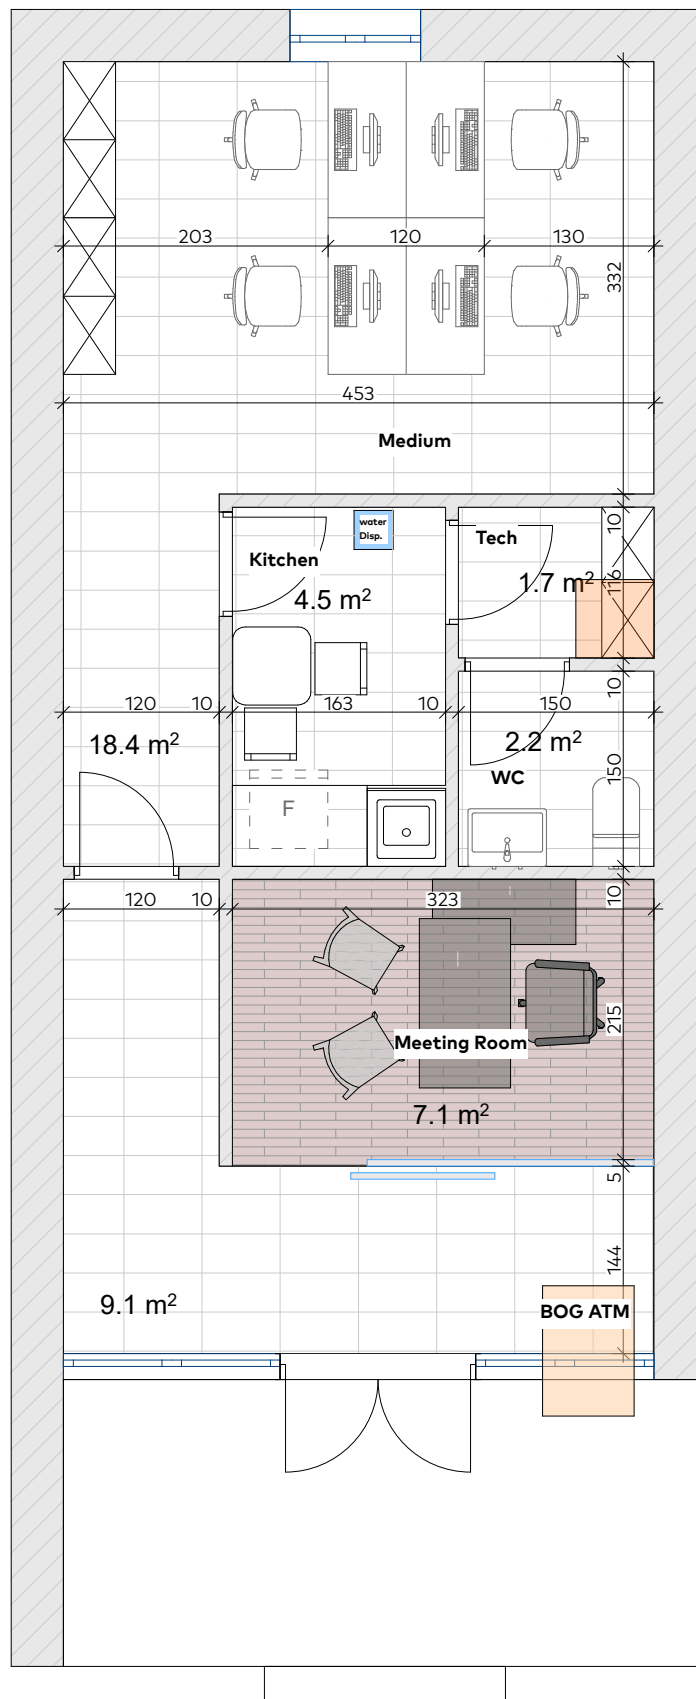 203
120
130
332
453
Medium
water
Disp.
Tech
10
Kitchen
1.7 m²
116
4.5 m²
120
10
163
10
150
10
18.4 m²
2.2 m²
150
WC
F
120
10
323
10
215
Meeting Room
7.1 m²
5
144
9.1 m²
BOG ATM